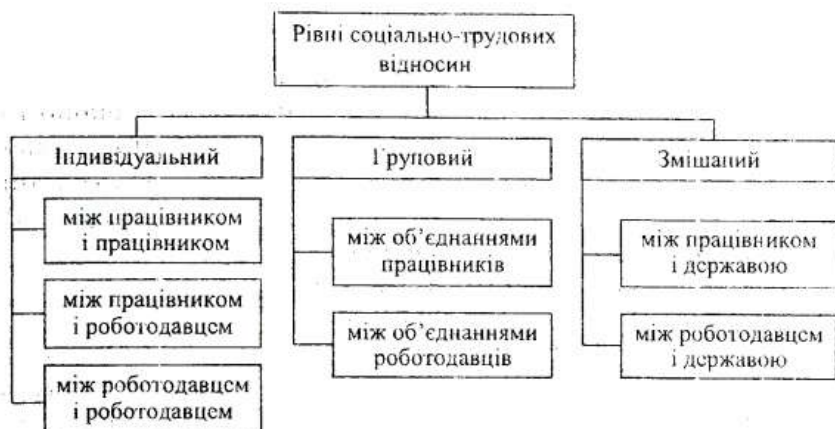 Рівні соціально-трудових
відносин
Індивідуальний
Груповий
Змішаний
між працівником
і працівником
між працівником
і роботодавцем
між роботодавцем
і роботодавцем
між об’єднаннями
працівників
між об’єднаннями
роботодавців
між працівником
і державою
між роботодавцем
і державою